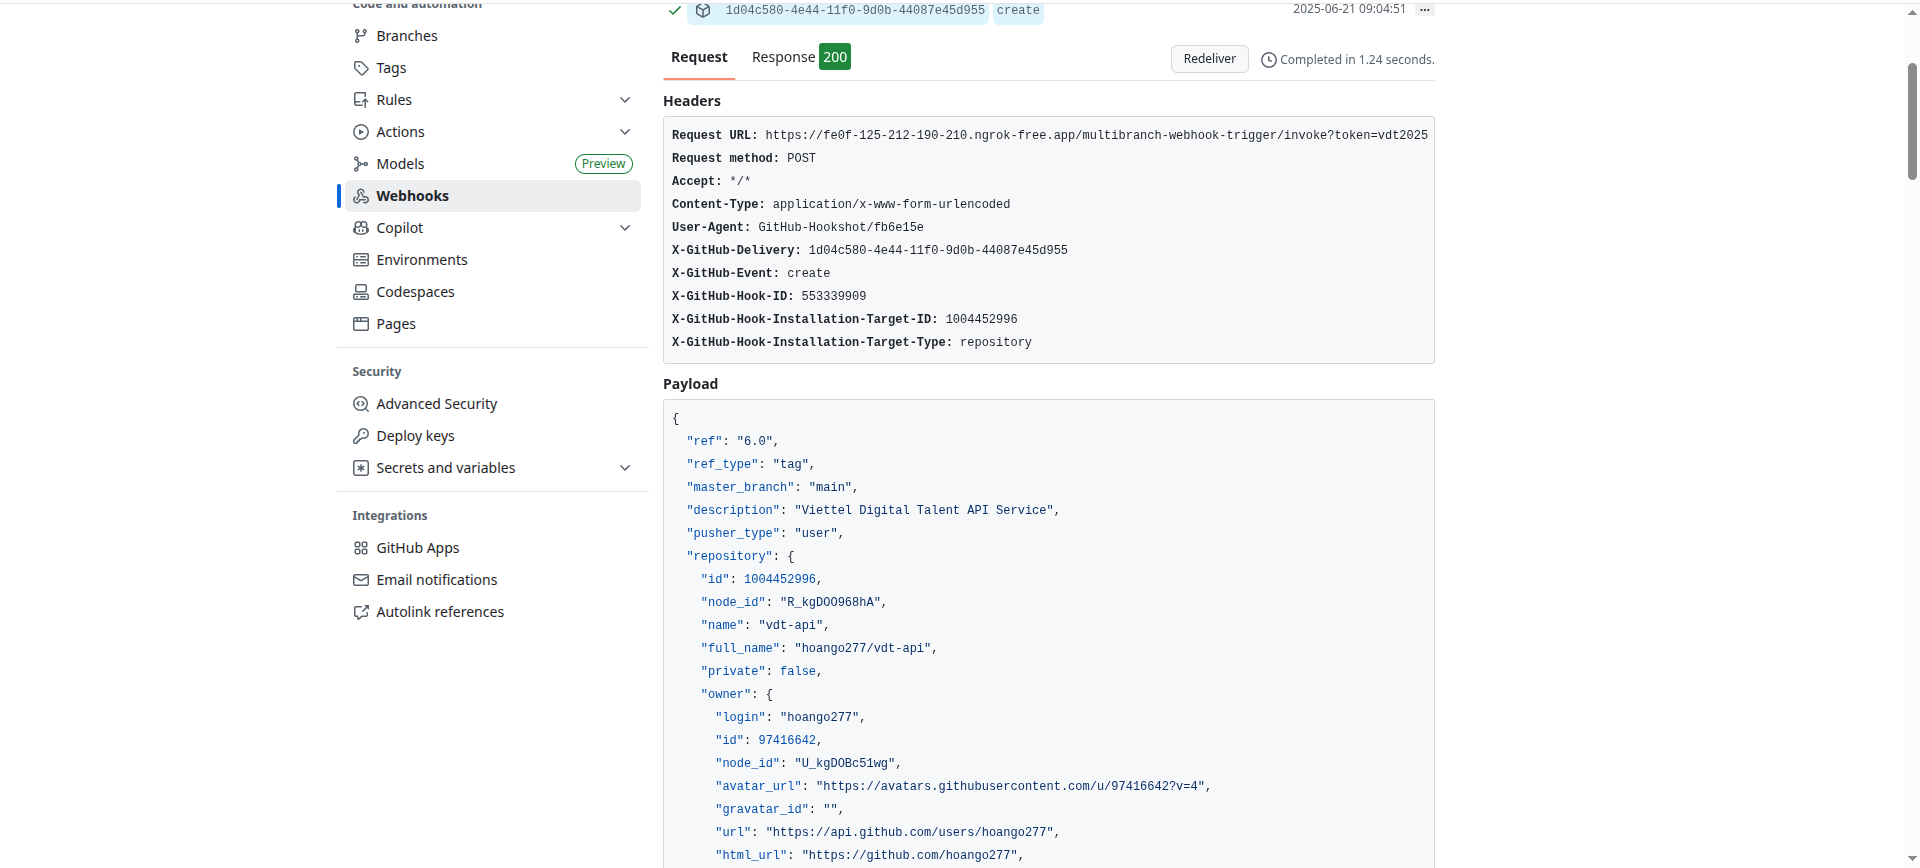 Code and automation
Branches
Tags
Rules
Actions
Models Preview
Webhooks
Copilot
Environments
Codespaces
Pages
Security
Advanced Security
Deploy keys
Secrets and variables
Integrations
GitHub Apps
Email notifications
Autolink references
1d04c580-4e44-11f0-9d0b-44087e45d955 create 2025-06-21 09:04:51 ...
Request Response 200 Redeliver Completed in 1.24 seconds.
Headers
Request URL: https://fe0f-125-212-190-210.ngrok-free.app/multibranch-webhook-trigger/invoke?token=vdt2025
Request method: POST
Accept: */*
Content-Type: application/x-www-form-urlencoded
User-Agent: GitHub-Hookshot/fb6e15e
X-GitHub-Delivery: 1d04c580-4e44-11f0-9d0b-44087e45d955
X-GitHub-Event: create
X-GitHub-Hook-ID: 553339909
X-GitHub-Hook-Installation-Target-ID: 1004452996
X-GitHub-Hook-Installation-Target-Type: repository
Payload
{
"ref": "6.0",
"ref_type": "tag",
"master_branch": "main",
"description": "Viettel Digital Talent API Service",
"pusher_type": "user",
"repository": {
"id": 1004452996,
"node_id": "R_kgDOO968hA",
"name": "vdt-api",
"full_name": "hoango277/vdt-api",
"private": false,
"owner": {
"login": "hoango277",
"id": 97416642,
"node_id": "U_kgDOBc51wg",
"avatar_url": "https://avatars.githubusercontent.com/u/97416642?v=4",
"gravatar_id": "",
"url": "https://api.github.com/users/hoango277",
"html_url": "https://github.com/hoango277",